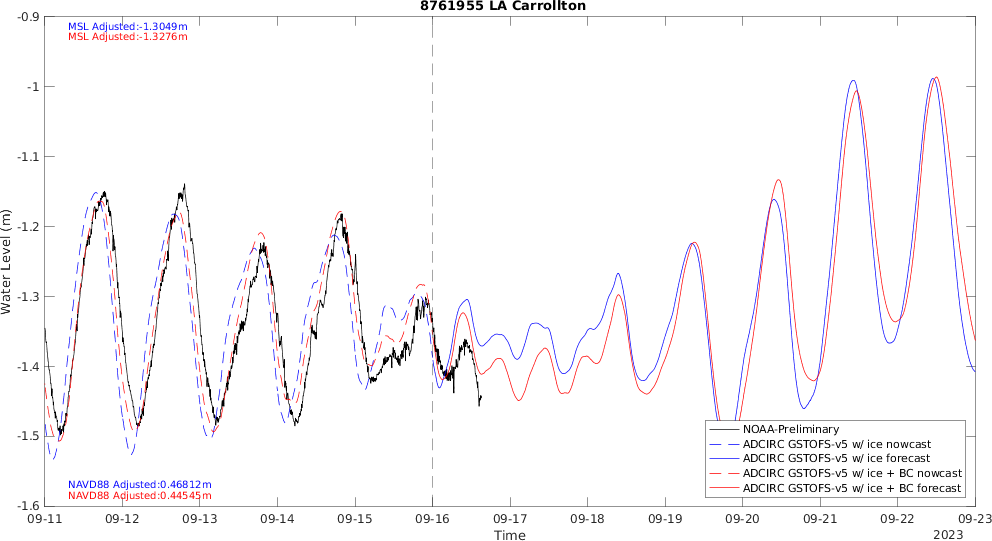 8761955 LA Carrollton
MSL Adjusted:-1.3049m
MSL Adjusted:-1.3276m
-0.9
-1
-1.1
-1.2
-1.3
-1.4
-1.5
-1.6
Water Level (m)
NAVD88 Adjusted:0.46812m
NAVD88 Adjusted:0.44545m
NOAA-Preliminary
ADCIRC GSTOFS-v5 w/ ice nowcast
ADCIRC GSTOFS-v5 w/ ice forecast
ADCIRC GSTOFS-v5 w/ ice + BC nowcast
ADCIRC GSTOFS-v5 w/ ice + BC forecast
09-11 09-12 09-13 09-14 09-15 09-16 09-17 09-18 09-19 09-20 09-21 09-22 09-23
Time
2023